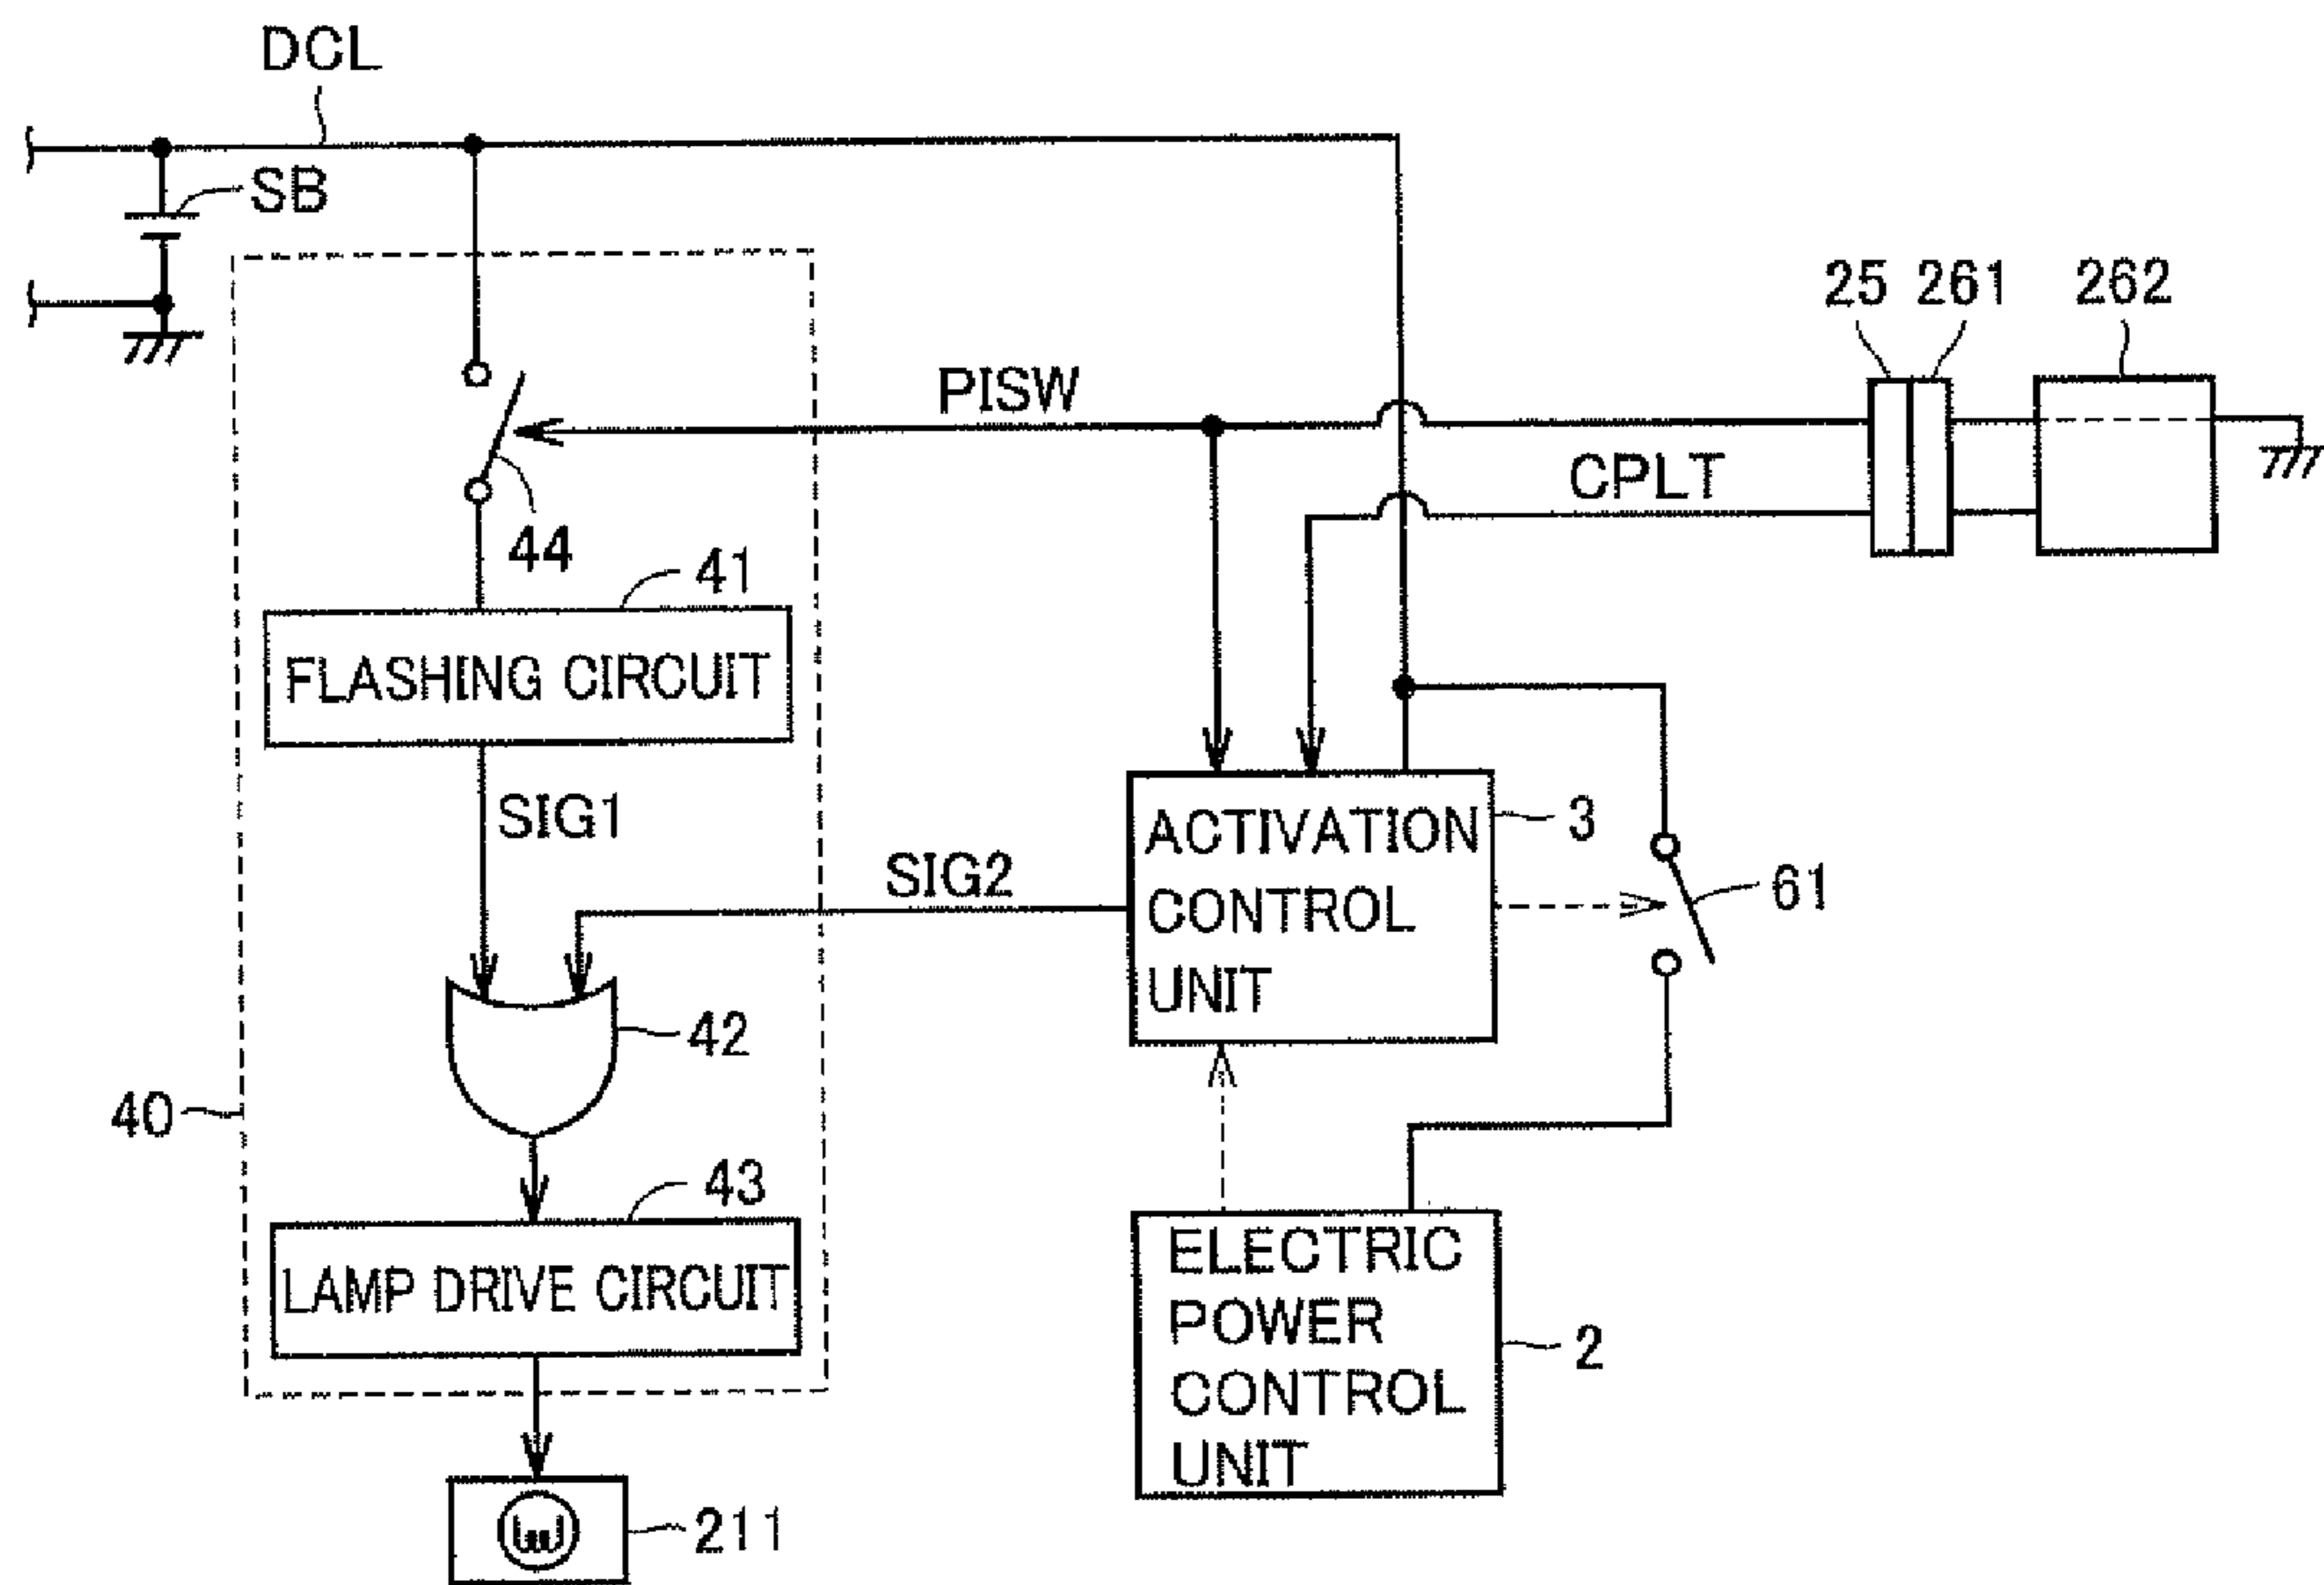 DCL
SB
25 261 262
PISW
CPLT
44
41
FLASHING CIRCUIT
SIG1
ACTIVATION
CONTROL
UNIT
3
SIG2
61
42
40
43
LAMP DRIVE CIRCUIT
ELECTRIC
POWER
CONTROL
UNIT
2
211